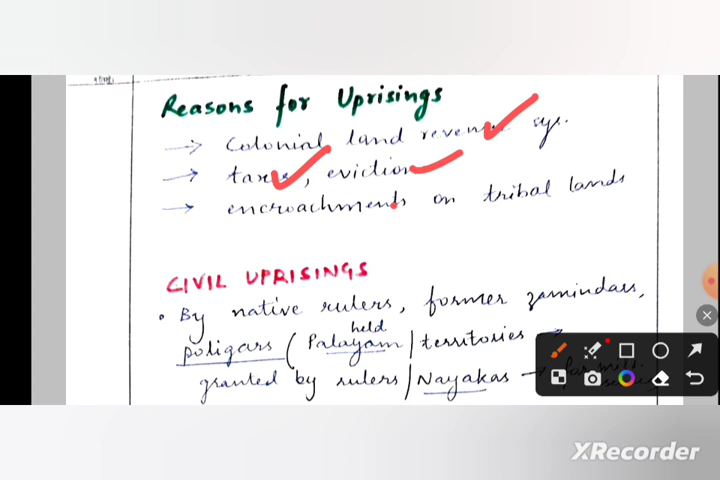 Reasons for Uprisings
→ Colonial land revenue sys.
→ taxes, eviction
→ encroachments on tribal lands
CIVIL UPRISINGS
• By native rulers, former zamindars,
held
poligars (Palayam/territories →
granted by rulers/Nayakas →
XRecorder